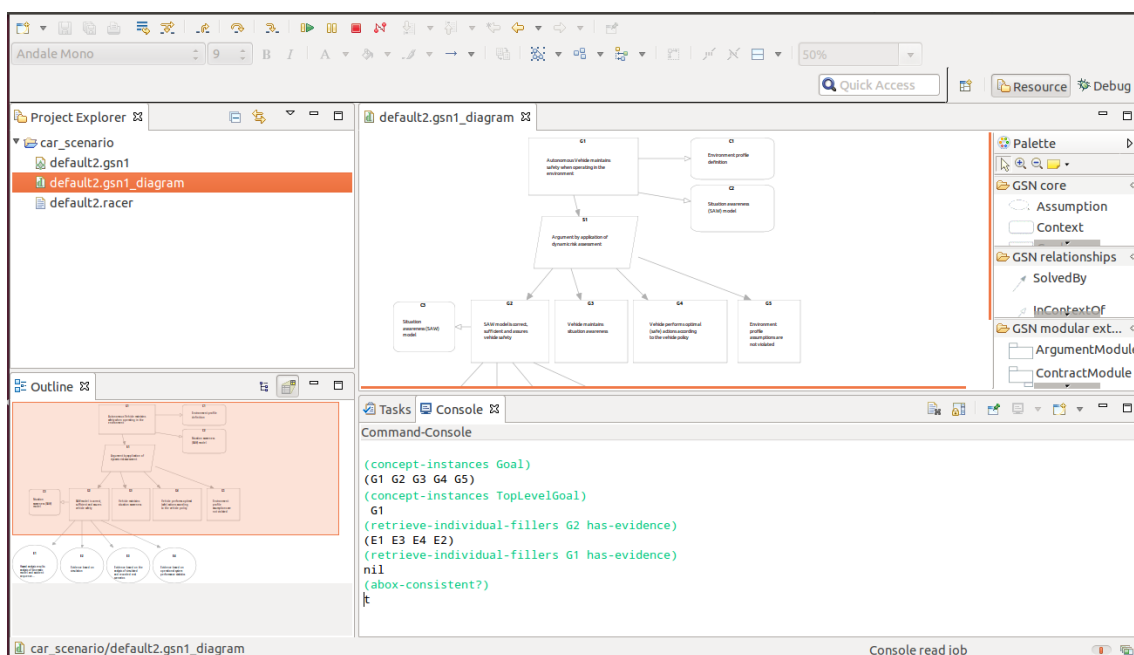 Andale Mono
9
B I
A
50%
Quick Access
Resource
Debug
Project Explorer
car_scenario
default2.gsn1
default2.gsn1_diagram
default2.racer
default2.gsn1_diagram
G1
Autonomous Vehicle maintains
safety when operating in the
environment
C1
Environment profile
definition
C2
Situation awareness
(SAW) model
S1
Argument by application of
dynamic risk assessment
C3
Situation
awareness (SAW)
model
G2
SAW model is correct,
sufficient and assures
vehicle safety
G3
Vehicle maintains
situation awareness
G4
Vehicle performs optimal
(safe) actions according
to the vehicle policy
G5
Environment
profile
assumptions are
not violated
Palette
GSN core
Assumption
Context
GSN relationships
SolvedBy
InContextOf
GSN modular ext...
ArgumentModule
ContractModule
Outline
Tasks
Console
Command-Console
(concept-instances Goal)
(G1 G2 G3 G4 G5)
(concept-instances TopLevelGoal)
G1
(retrieve-individual-fillers G2 has-evidence)
(E1 E3 E4 E2)
(retrieve-individual-fillers G1 has-evidence)
nil
(abox-consistent?)
t
car_scenario/default2.gsn1_diagram
Console read job